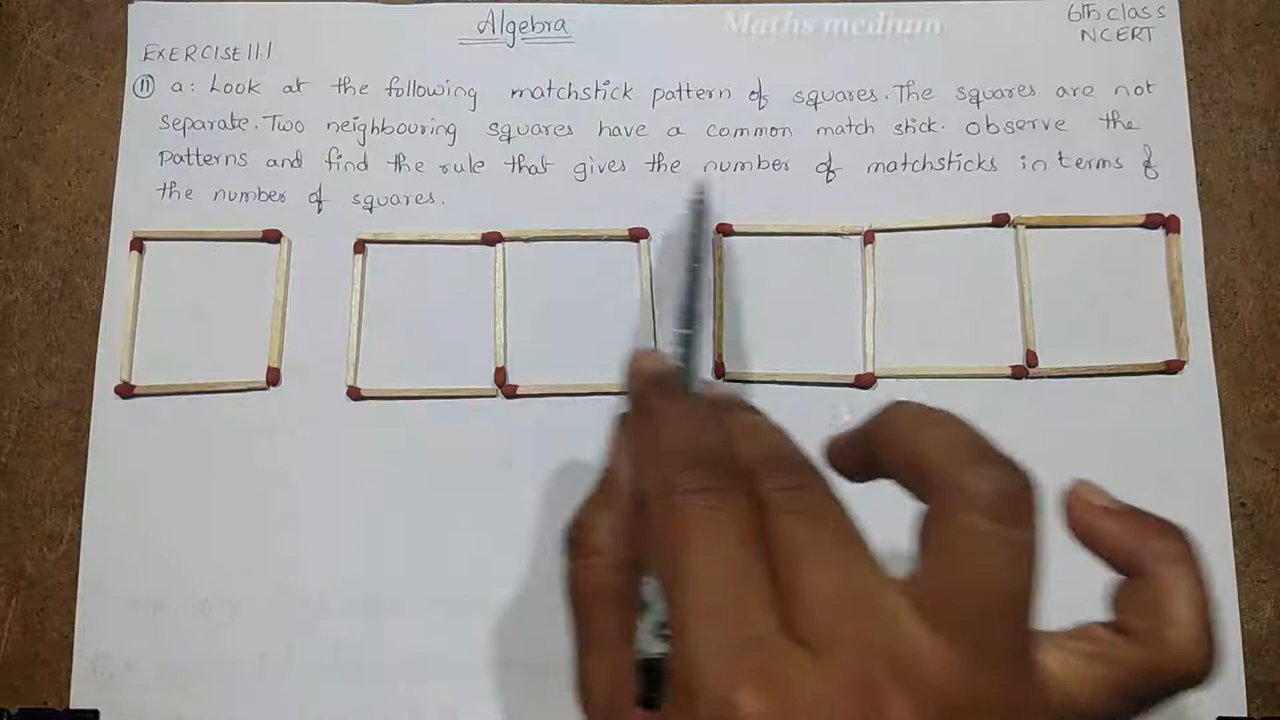 Algebra
Maths medium
6th class
NCERT
EXERCISE 11.1
11 a: Look at the following matchstick pattern of squares. The squares are not
separate. Two neighbouring squares have a common match stick. Observe the
Patterns and find the rule that gives the number of matchsticks in terms of
the number of squares.